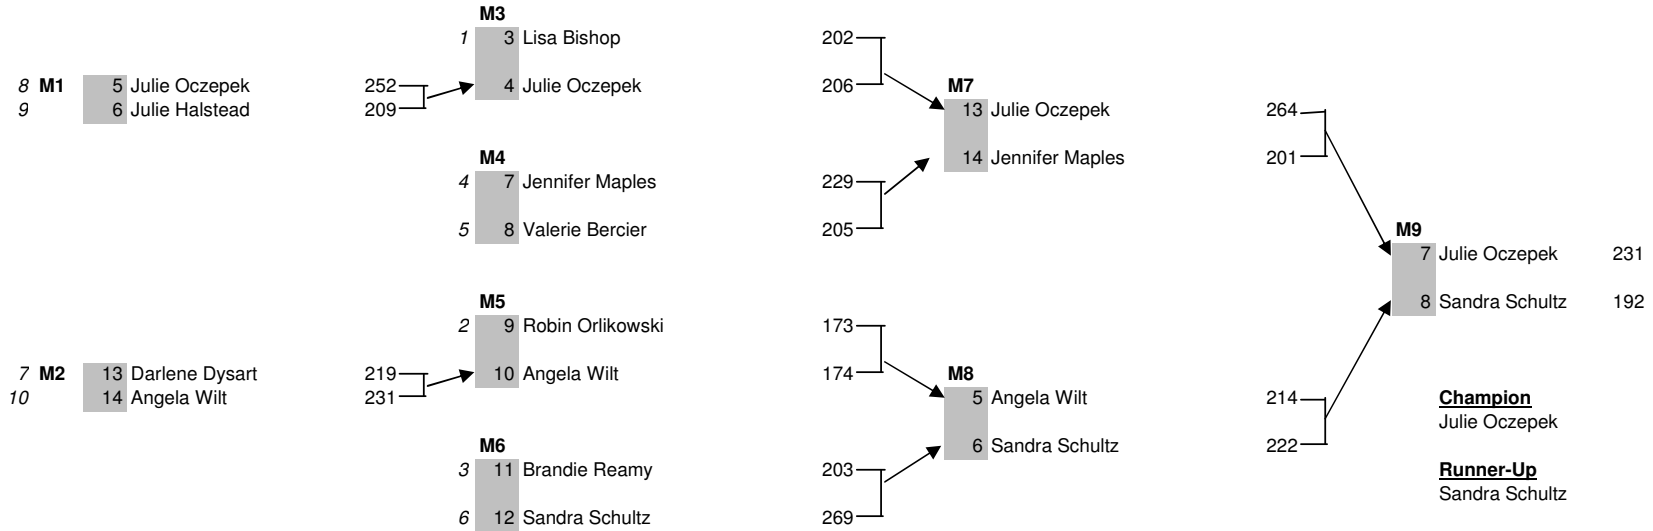 M3
1 3 Lisa Bishop 202
8 M1 5 Julie Oczepek 252 4 Julie Oczepek 206 M7
9 6 Julie Halstead 209 13 Julie Oczepek 264
M4 14 Jennifer Maples 201
4 7 Jennifer Maples 229
5 8 Valerie Bercier 205 M9
7 Julie Oczepek 231
M5 8 Sandra Schultz 192
2 9 Robin Orlikowski 173
7 M2 13 Darlene Dysart 219 10 Angela Wilt 174 M8
10 14 Angela Wilt 231 5 Angela Wilt 214 Champion
Julie Oczepek
M6 6 Sandra Schultz 222
3 11 Brandie Reamy 203 Runner-Up
Sandra Schultz
6 12 Sandra Schultz 269